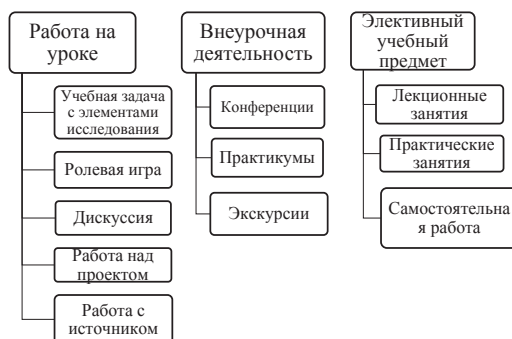 Работа на
уроке
Учебная задача
с элементами
исследования
Ролевая игра
Дискуссия
Работа над
проектом
Работа с
источником
Внеурочная
деятельность
Конференции
Практикумы
Экскурсии
Элективный
учебный
предмет
Лекционные
занятия
Практические
занятия
Самостоятельна
я работа